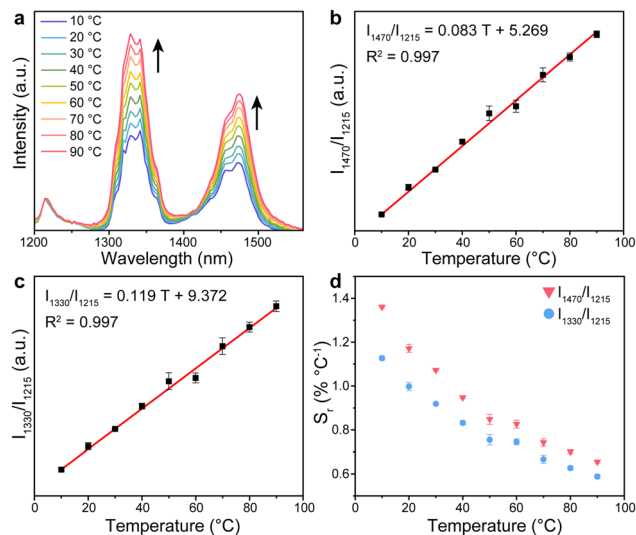 a
10 °C
20 °C
30 °C
40 °C
50 °C
60 °C
70 °C
80 °C
90 °C
Intensity (a.u.)
1200 1300 1400 1500
Wavelength (nm)
b
I1470/I1215 = 0.083 T + 5.269
R² = 0.997
I1470/I1215 (a.u.)
0 20 40 60 80 100
Temperature (°C)
c
I1330/I1215 = 0.119 T + 9.372
R² = 0.997
I1330/I1215 (a.u.)
0 20 40 60 80 100
Temperature (°C)
d
I1470/I1215
I1330/I1215
Sr (% °C⁻¹)
1.4
1.2
1.0
0.8
0.6
0 20 40 60 80 100
Temperature (°C)